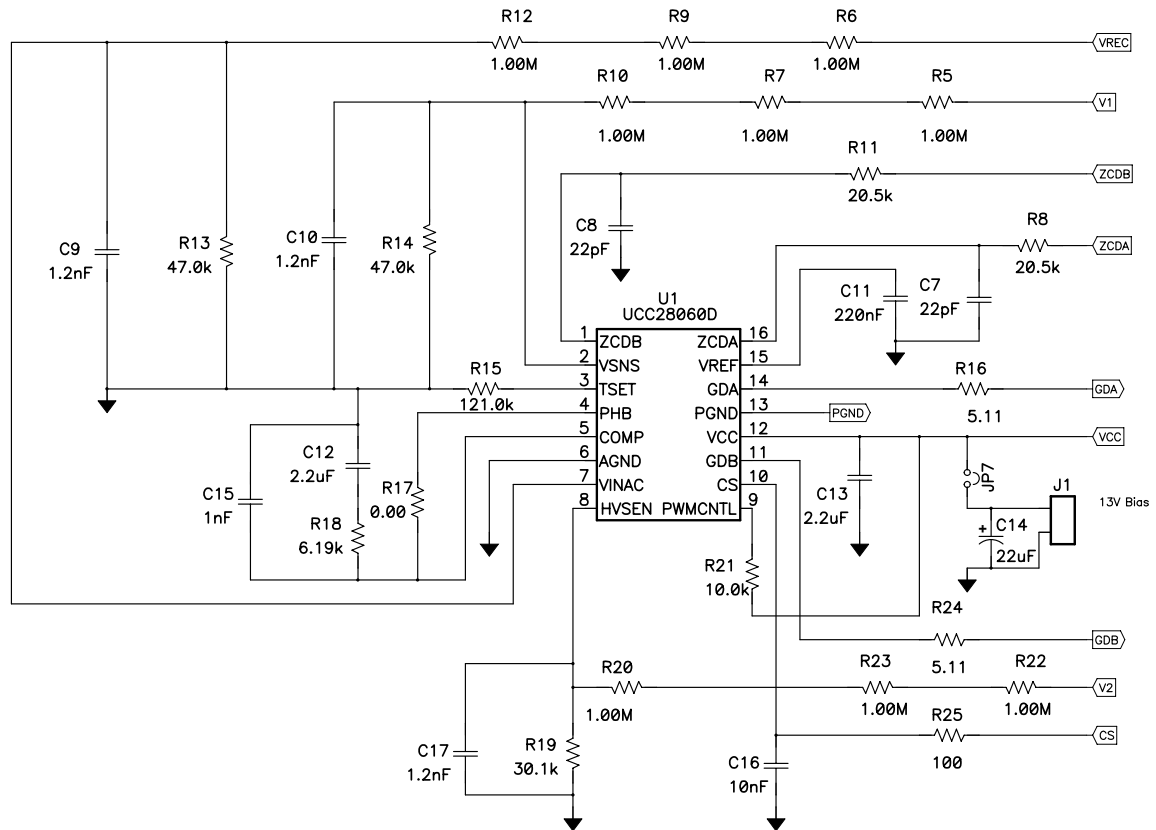 R12
R9
R6
VREC
1.00M
1.00M
1.00M
R10
R7
R5
V1
1.00M
1.00M
1.00M
R11
ZCDB
20.5k
C9
1.2nF
R13
47.0k
C10
1.2nF
R14
47.0k
C8
22pF
R8
ZCDA
20.5k
C11
220nF
C7
22pF
U1
UCC28060D
1
ZCDB
ZCDA
16
2
VSNS
VREF
15
3
TSET
GDA
14
4
PHB
PGND
13
5
COMP
VCC
12
6
AGND
GDB
11
7
VINAC
CS
10
8
HVSEN
PWMCNTL
9
R15
121.0k
R16
5.11
GDA
PGND
VCC
C12
2.2uF
C15
1nF
R17
0.00
R18
6.19k
C13
2.2uF
JP7
J1
13V Bias
+
C14
22uF
R21
10.0k
R24
5.11
GDB
R20
1.00M
R23
1.00M
R22
1.00M
V2
R25
100
CS
C17
1.2nF
R19
30.1k
C16
10nF